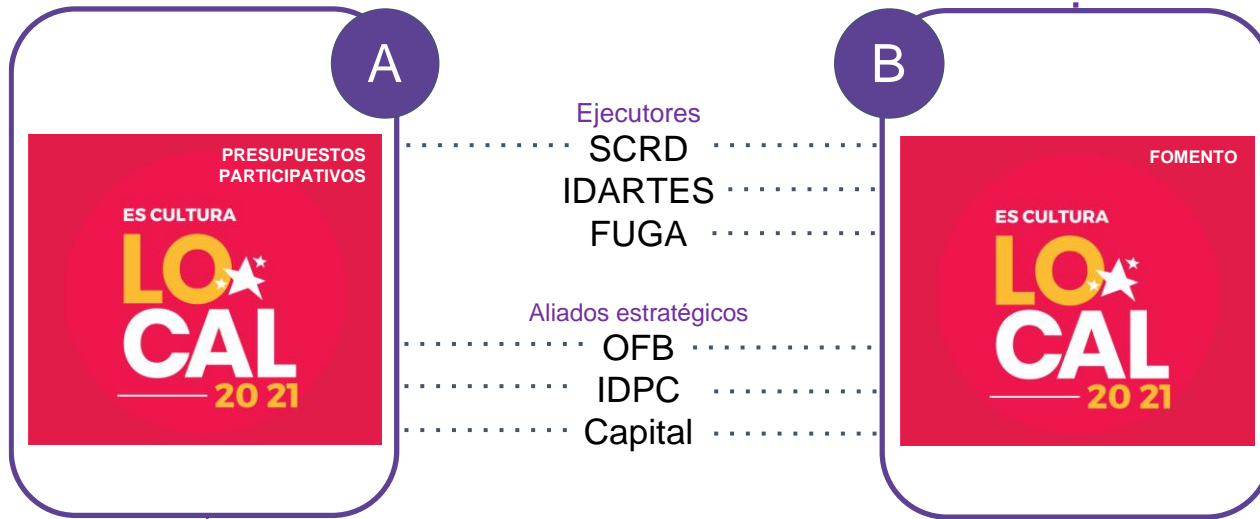 A
PRESUPUESTOS
PARTICIPATIVOS
ES CULTURA
LO
CAL
20 21
Ejecutores
SCRD
IDARTES
FUGA
Aliados estratégicos
OFB
IDPC
Capital
B
FOMENTO
ES CULTURA
LO
CAL
20 21